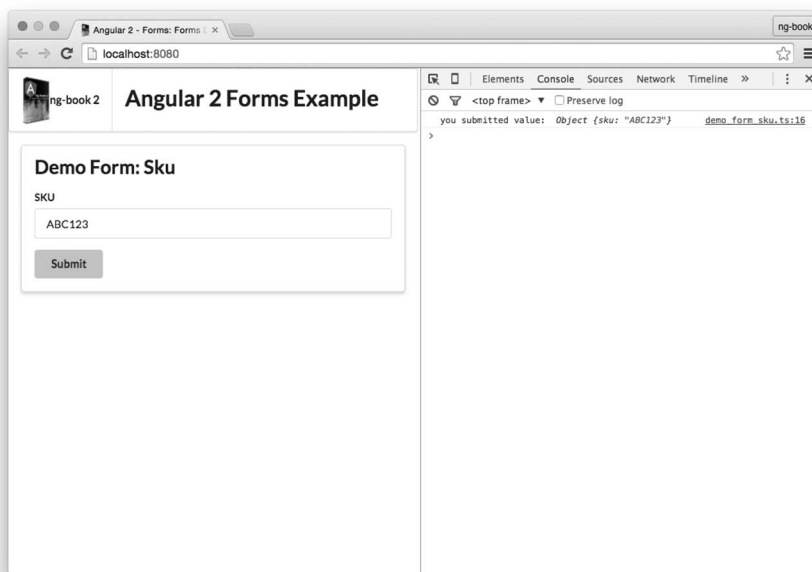 Angular 2 - Forms: Forms
ng-book
localhost:8080
ng-book 2
Angular 2 Forms Example
Demo Form: Sku
SKU
ABC123
Submit
Elements Console Sources Network Timeline »
<top frame> ▼ Preserve log
you submitted value: Object {sku: "ABC123"} demo_form_sku.ts:16
>